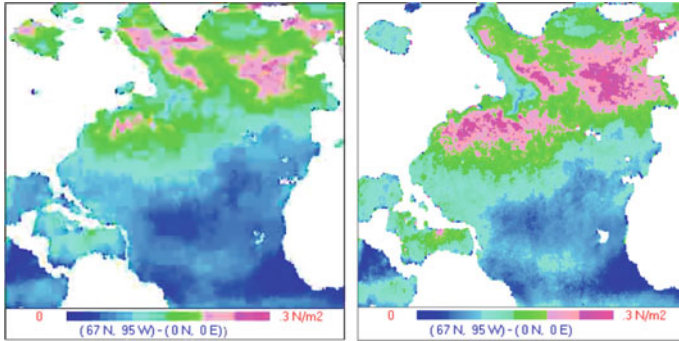 0 .3 N/m2
(67 N, 95 W)-(0 N, 0 E))
0 .3 N/m2
(67 N, 95 W)-(0 N, 0 E)